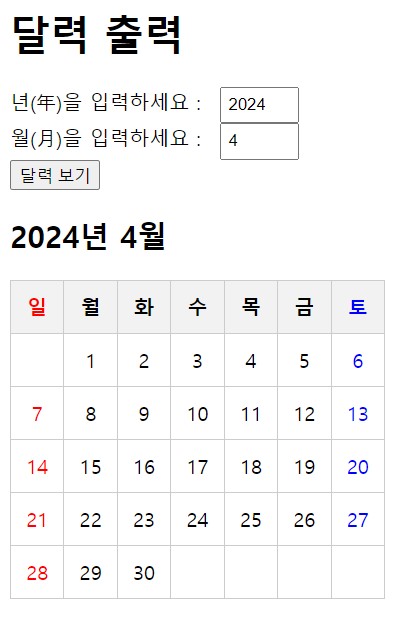 달력 출력
년(年)을 입력하세요 : 2024
월(月)을 입력하세요 : 4
달력 보기
2024년 4월
일 월 화 수 목 금 토
1 2 3 4 5 6
7 8 9 10 11 12 13
14 15 16 17 18 19 20
21 22 23 24 25 26 27
28 29 30